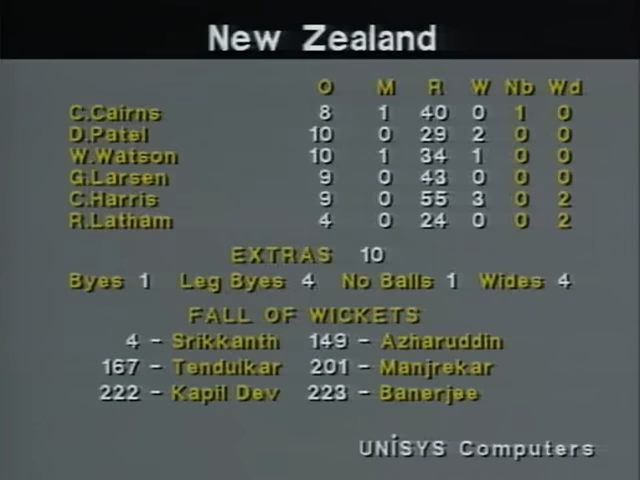 New Zealand
O M R W Nb Wd
C.Cairns 8 1 40 0 1 0
D.Patel 10 0 29 2 0 0
W.Watson 10 1 34 1 0 0
G.Larsen 9 0 43 0 0 0
C.Harris 9 0 55 3 0 2
R.Latham 4 0 24 0 0 2
EXTRAS 10
Byes 1 Leg Byes 4 No Balls 1 Wides 4
FALL OF WICKETS
4 - Srikkanth 149 - Azharuddin
167 - Tendulkar 201 - Manjrekar
222 - Kapil Dev 223 - Banerjee
UNiSYS Computers